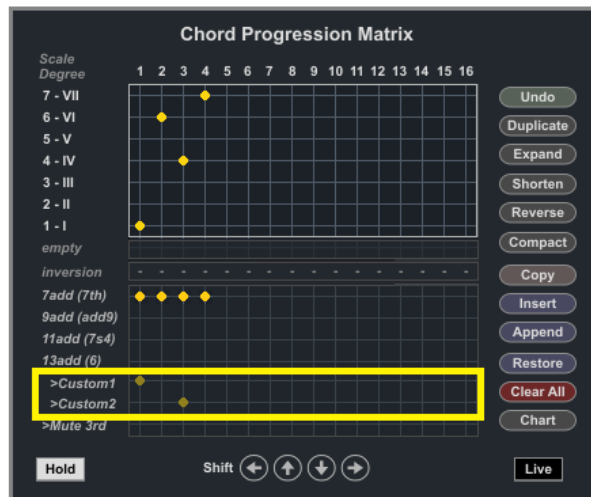 Chord Progression Matrix
Scale
Degree
1 2 3 4 5 6 7 8 9 10 11 12 13 14 15 16
7 - VII
6 - VI
5 - V
4 - IV
3 - III
2 - II
1 - I
empty
inversion - - - - - - - - - - - - - - - -
7add (7th)
9add (add9)
11add (7s4)
13add (6)
>Custom1
>Custom2
>Mute 3rd
Undo
Duplicate
Expand
Shorten
Reverse
Compact
Copy
Insert
Append
Restore
Clear All
Chart
Hold
Shift
Live